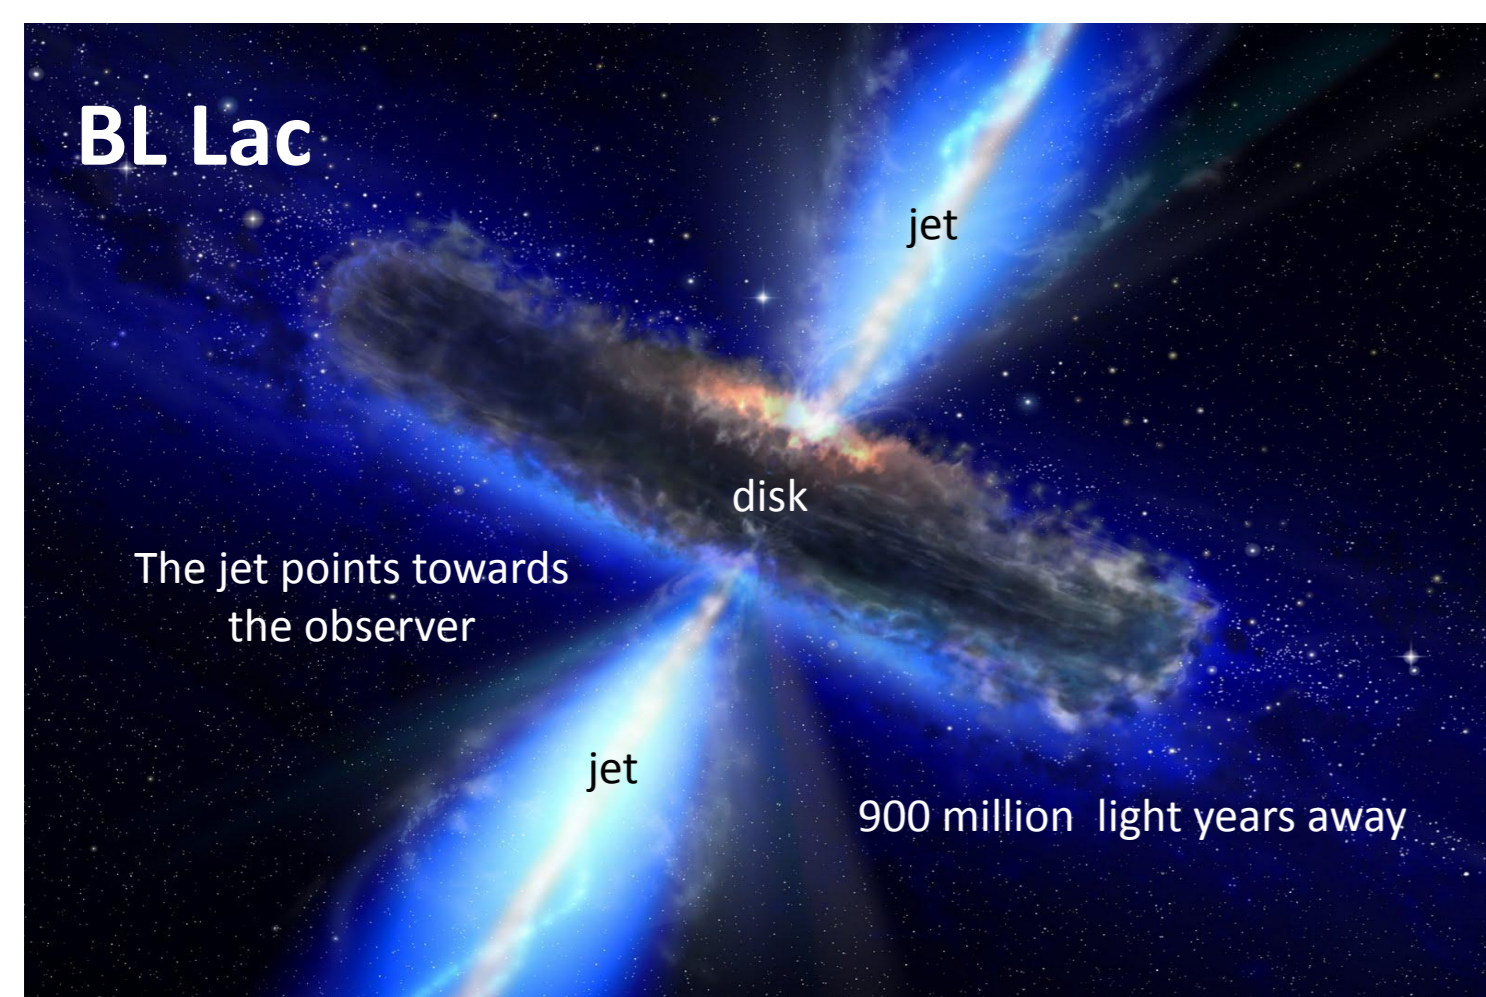 BL Lac
jet
disk
The jet points towards
the observer
jet
900 million  light years away